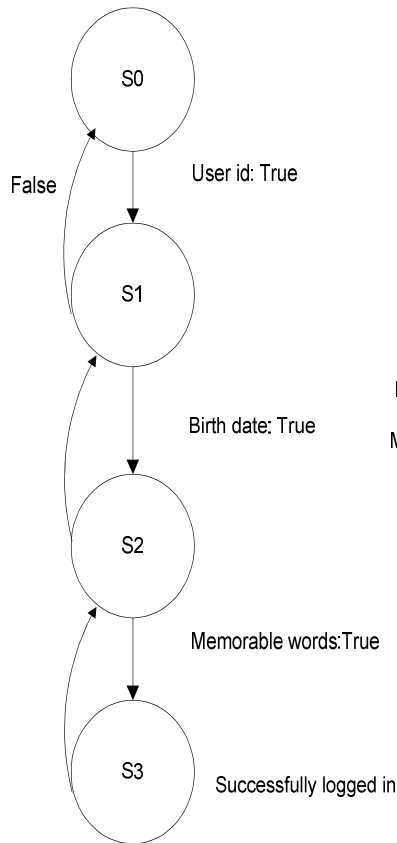 S0
User id: True
False
S1
Birth date: True
S2
Memorable words:True
S3
Successfully logged in